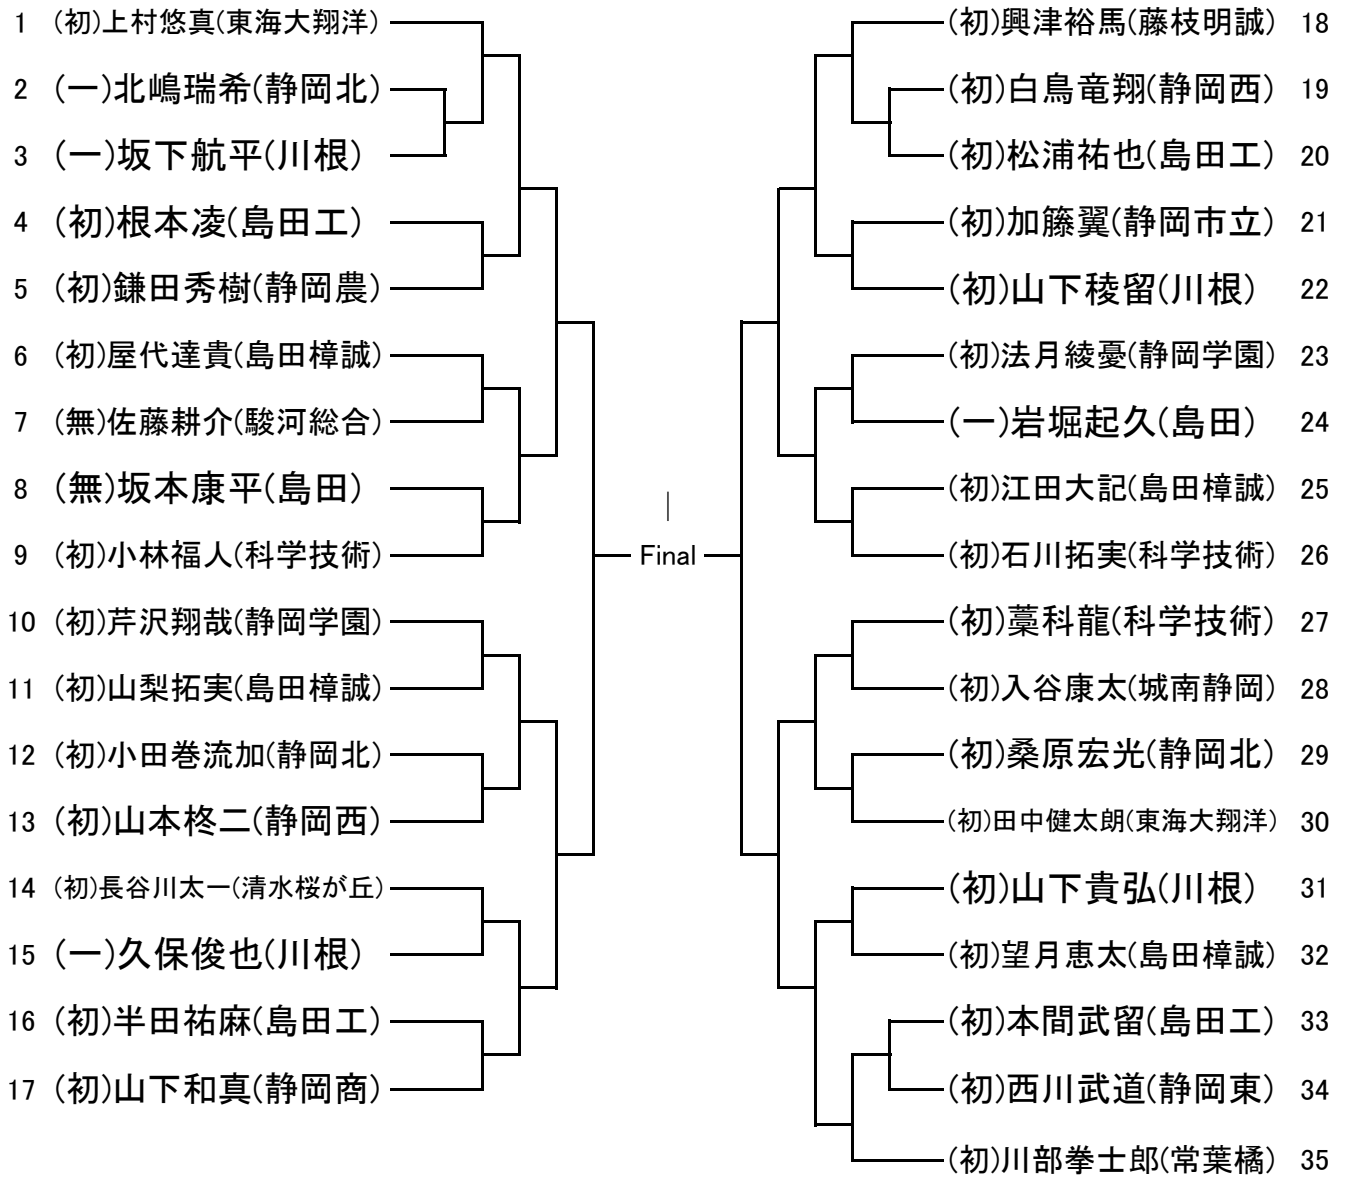 1 (初)上村悠真(東海大翔洋)
2 (一)北嶋瑞希(静岡北)
3 (一)坂下航平(川根)
4 (初)根本凌(島田工)
5 (初)鎌田秀樹(静岡農)
6 (初)屋代達貴(島田樟誠)
7 (無)佐藤耕介(駿河総合)
8 (無)坂本康平(島田)
9 (初)小林福人(科学技術)
10 (初)芹沢翔哉(静岡学園)
11 (初)山梨拓実(島田樟誠)
12 (初)小田巻流加(静岡北)
13 (初)山本柊二(静岡西)
14 (初)長谷川太一(清水桜が丘)
15 (一)久保俊也(川根)
16 (初)半田祐麻(島田工)
17 (初)山下和真(静岡商)
Final
(初)興津裕馬(藤枝明誠) 18
(初)白鳥竜翔(静岡西) 19
(初)松浦祐也(島田工) 20
(初)加籐翼(静岡市立) 21
(初)山下稜留(川根) 22
(初)法月綾憂(静岡学園) 23
(一)岩堀起久(島田) 24
(初)江田大記(島田樟誠) 25
(初)石川拓実(科学技術) 26
(初)藁科龍(科学技術) 27
(初)入谷康太(城南静岡) 28
(初)桑原宏光(静岡北) 29
(初)田中健太朗(東海大翔洋) 30
(初)山下貴弘(川根) 31
(初)望月恵太(島田樟誠) 32
(初)本間武留(島田工) 33
(初)西川武道(静岡東) 34
(初)川部拳士郎(常葉橘) 35